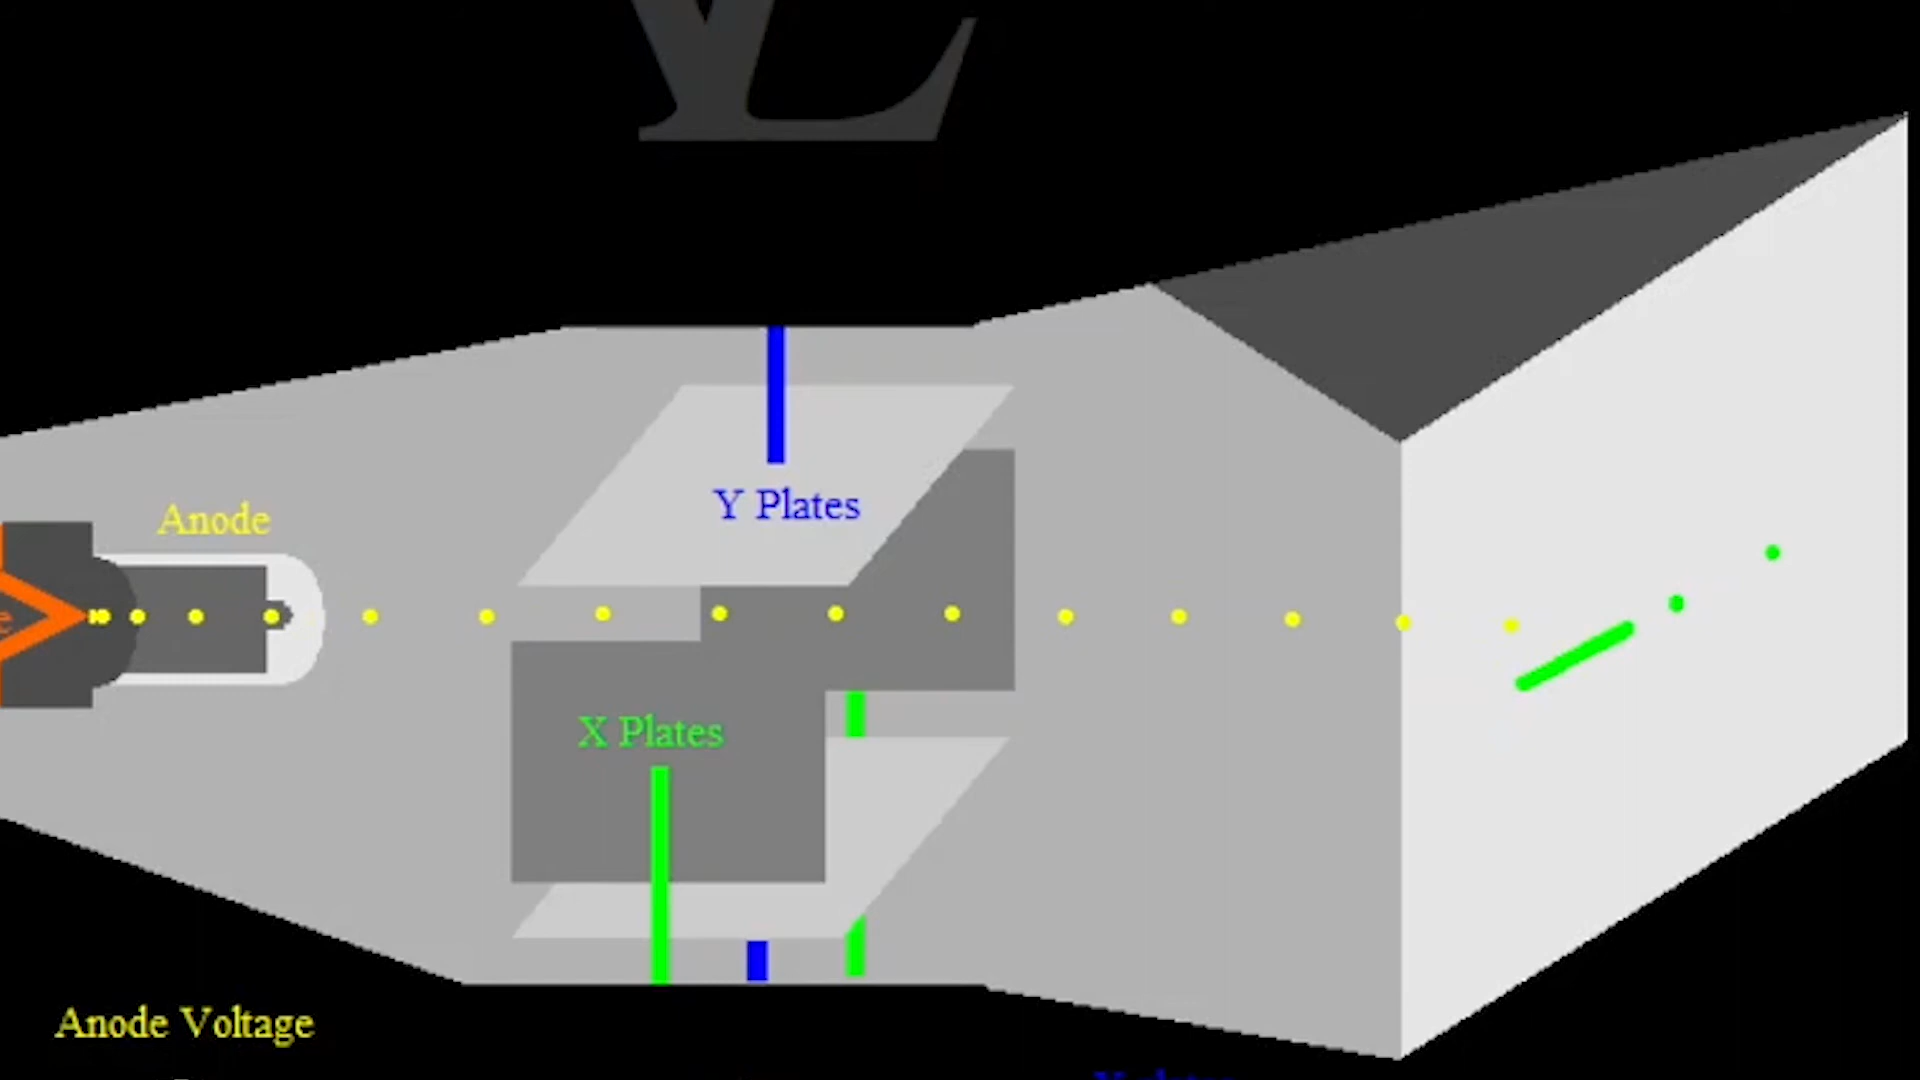 Anode
Y Plates
X Plates
Anode Voltage